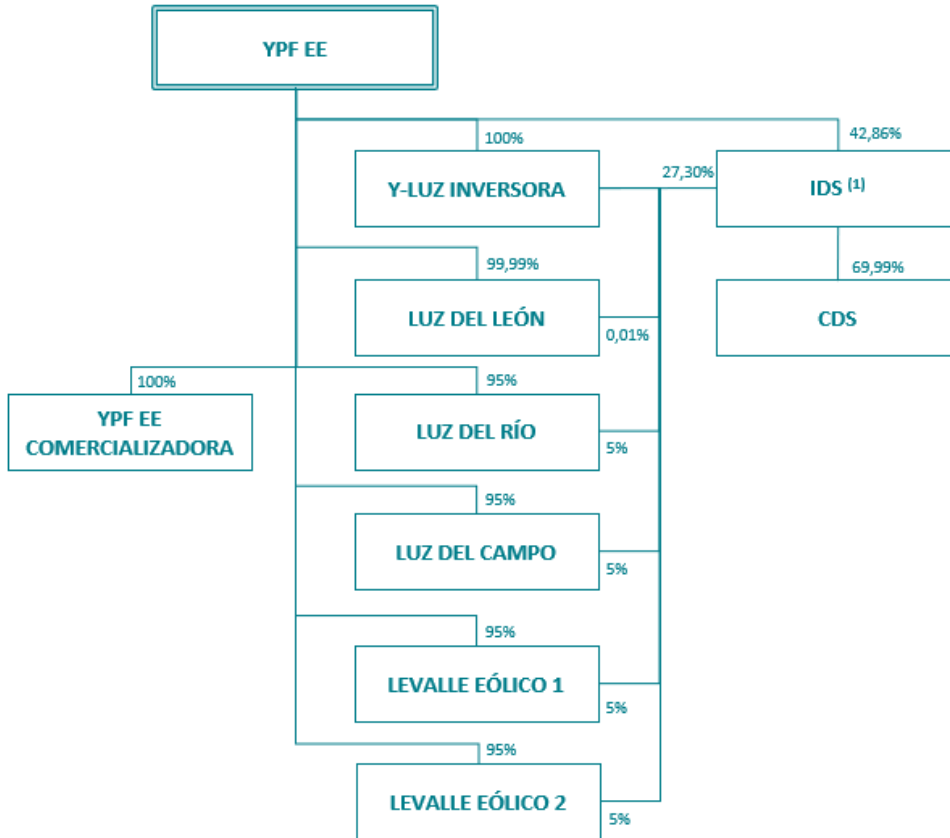 YPF EE
42,86%
100%
Y-LUZ INVERSORA
27,30%
IDS (1)
99,99%
69,99%
LUZ DEL LEÓN
CDS
0,01%
100%
95%
YPF EE
COMERCIALIZADORA
LUZ DEL RÍO
5%
95%
LUZ DEL CAMPO
5%
95%
LEVALLE EÓLICO 1
5%
95%
LEVALLE EÓLICO 2
5%